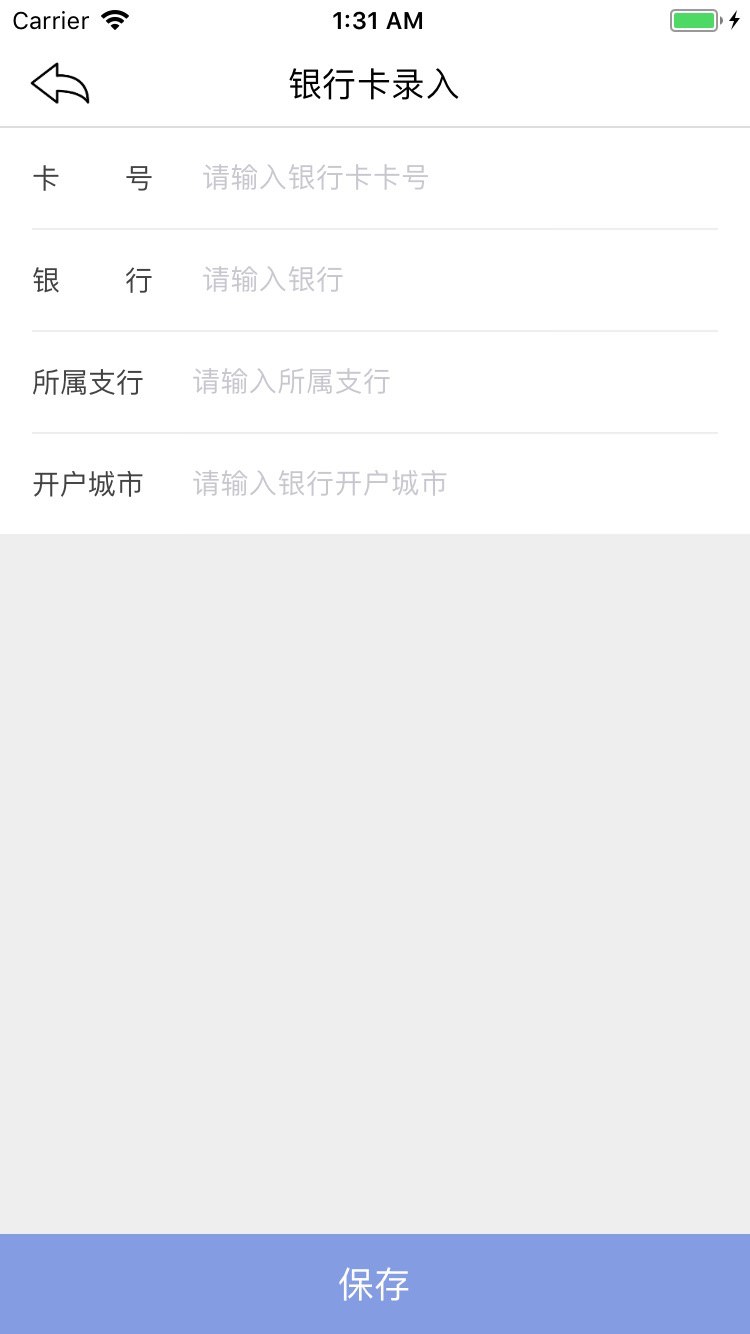 Carrier 1:31 AM
银行卡录入
卡 号 请输入银行卡卡号
银 行 请输入银行
所属支行 请输入所属支行
开户城市 请输入银行开户城市
保存